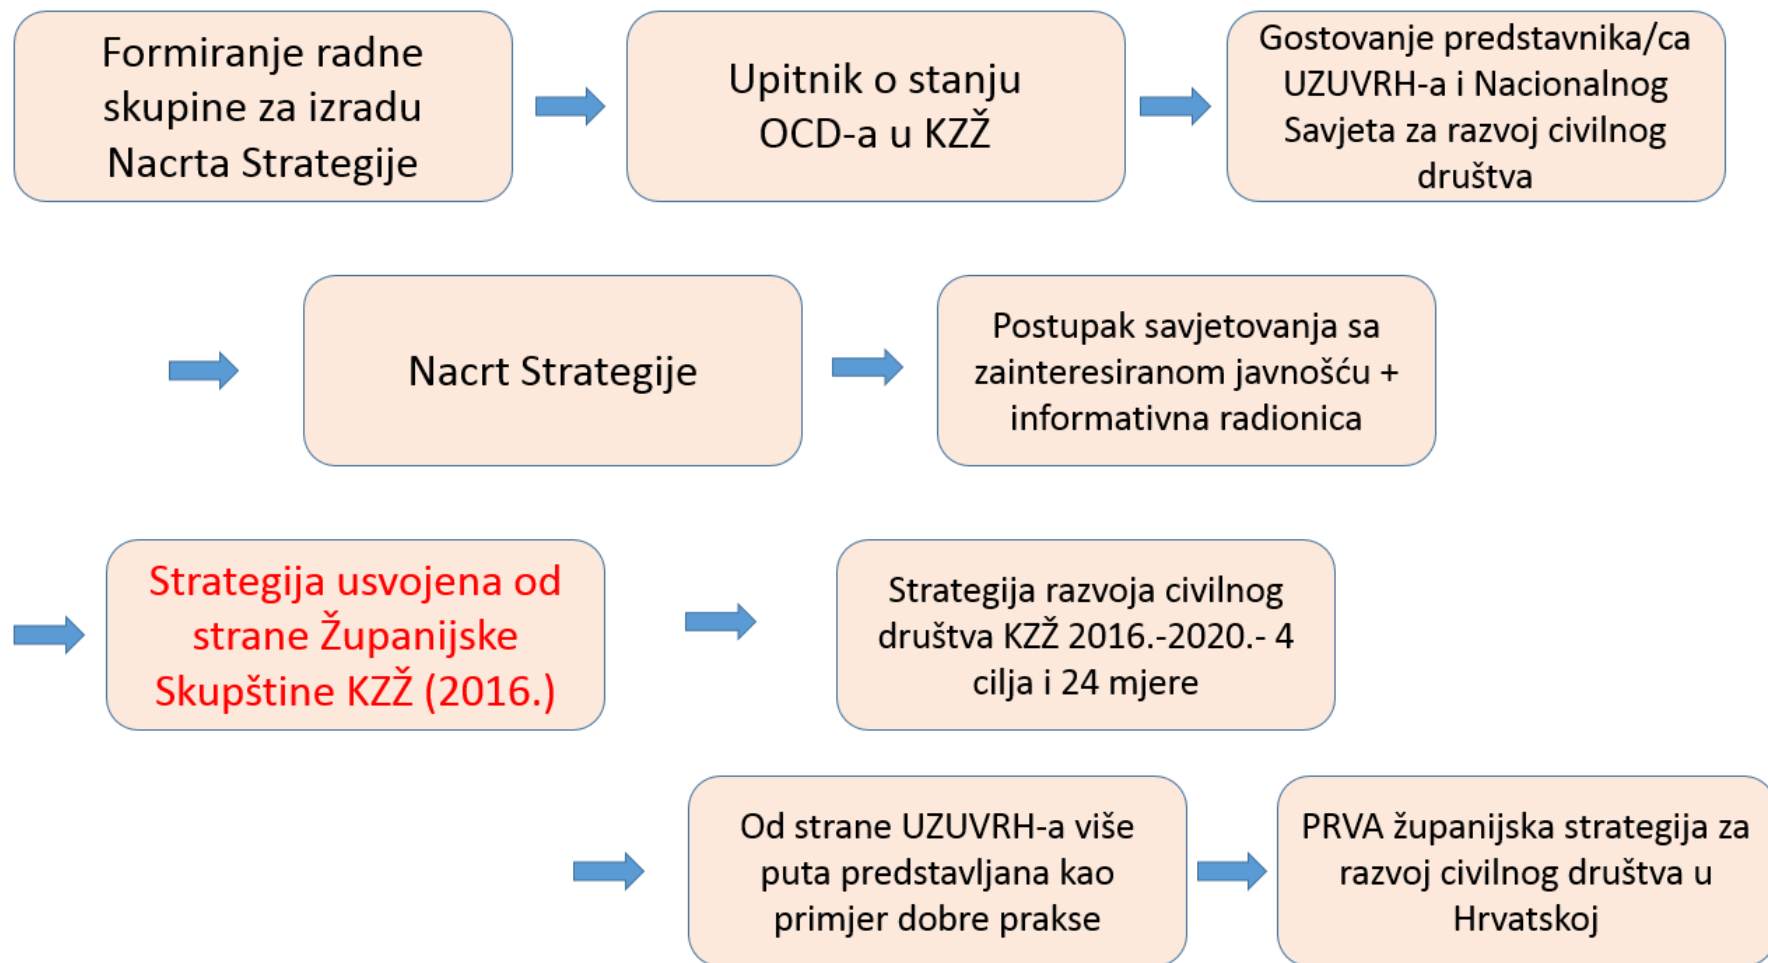 Formiranje radne
skupine za izradu
Nacrta Strategije
Upitnik o stanju
OCD-a u KZŽ
Gostovanje predstavnika/ca
UZUVRH-a i Nacionalnog
Savjeta za razvoj civilnog
društva
Nacrt Strategije
Postupak savjetovanja sa
zainteresiranom javnošću +
informativna radionica
Strategija usvojena od
strane Županijske
Skupštine KZŽ (2016.)
Strategija razvoja civilnog
društva KZŽ 2016.-2020.- 4
cilja i 24 mjere
Od strane UZUVRH-a više
puta predstavljana kao
primjer dobre prakse
PRVA županijska strategija za
razvoj civilnog društva u
Hrvatskoj